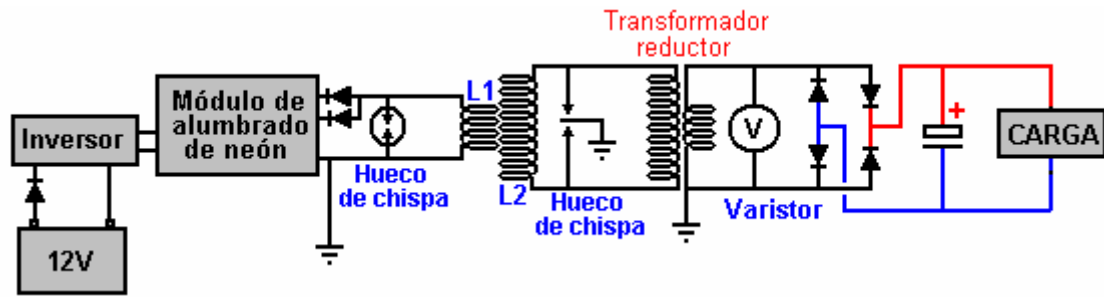 Transformador
reductor
Módulo de
alumbrado
de neón
L1
Inversor
V
+
CARGA
Hueco
de chispa
L2
Hueco
de chispa
Varistor
12V